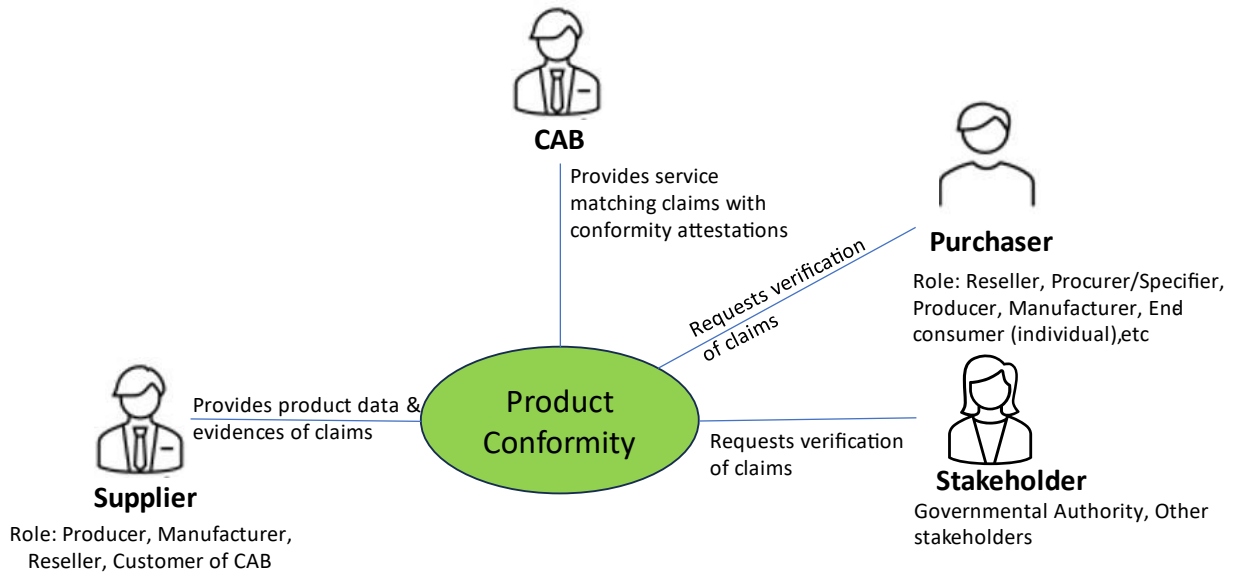 CAB
Provides service
matching claims with
conformity attestations
Purchaser
Role: Reseller, Procurer/Specifier,
Producer, Manufacturer, End
consumer (individual),etc
Requests verification
of claims
Product
Conformity
Provides product data &
evidences of claims
Supplier
Role: Producer, Manufacturer,
Reseller, Customer of CAB
Requests verification
of claims
Stakeholder
Governmental Authority, Other
stakeholders